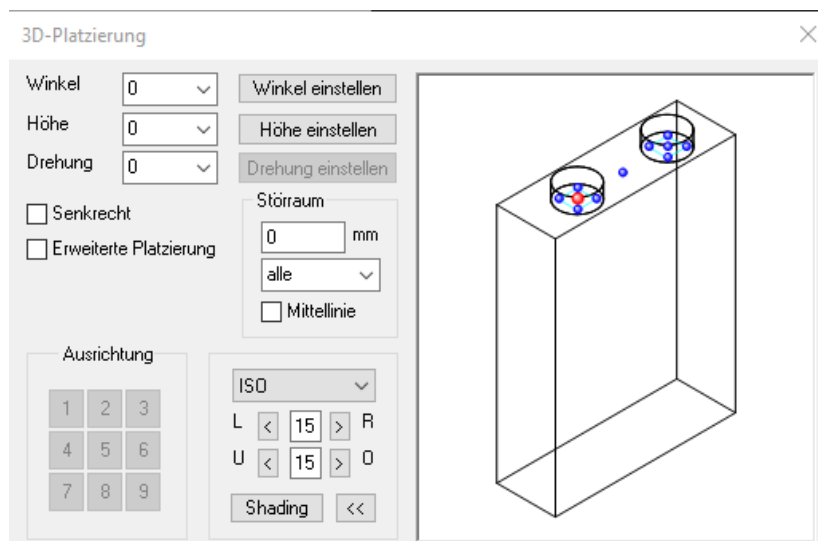 3D-Platzierung
Winkel 0 Winkel einstellen
Höhe 0 Höhe einstellen
Drehung 0 Drehung einstellen
Senkrecht
Erweiterte Platzierung
Störraum
0 mm
alle
Mittellinie
Ausrichtung
1 2 3
4 5 6
7 8 9
ISO
L < 15 > R
U < 15 > O
Shading <<